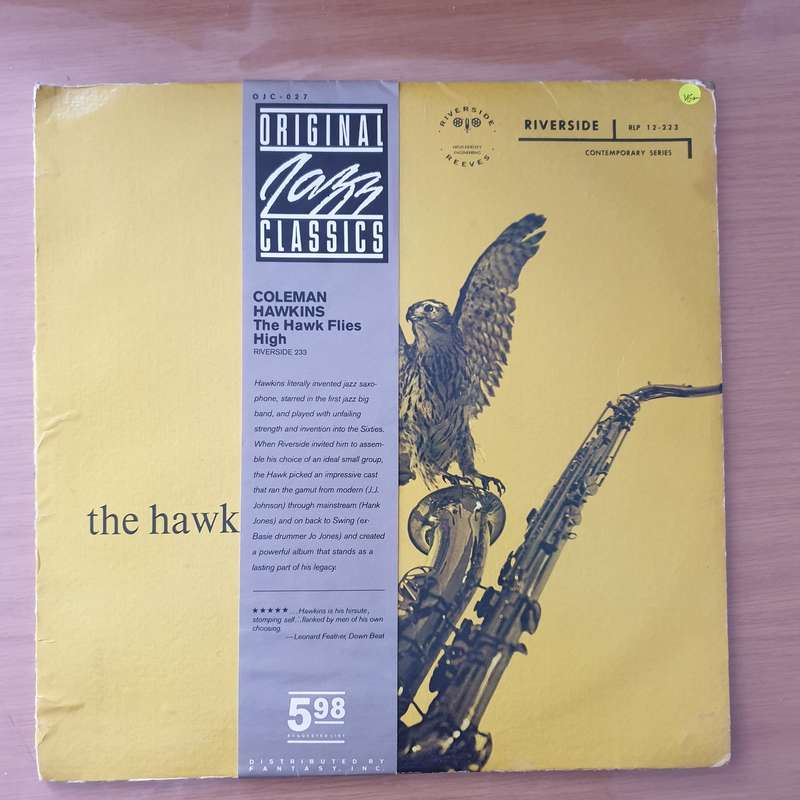 OJC-027
ORIGINAL
Jazz
CLASSICS
COLEMAN
HAWKINS
The Hawk Flies
High
RIVERSIDE 233
Hawkins literally invented jazz saxo-
phone, starred in the first jazz big
band, and played with unfailing
strength and invention into the Sixties.
When Riverside invited him to assem-
ble his choice of an ideal small group,
the Hawk picked an impressive cast
that ran the gamut from modern (J.J.
Johnson) through mainstream (Hank
Jones) and on back to Swing (ex-
Basie drummer Jo Jones) and created
a powerful album that stands as a
lasting part of his legacy.
★★★★★ ...Hawkins is his hirsute,
stomping self...flanked by men of his own
choosing.
—Leonard Feather, Down Beat
5 98
SUGGESTED LIST
DISTRIBUTED BY
FANTASY, INC.
the hawk
RIVERSIDE
HIGH FIDELITY
ENGINEERING
REEVES
RIVERSIDE
RLP 12-223
CONTEMPORARY SERIES